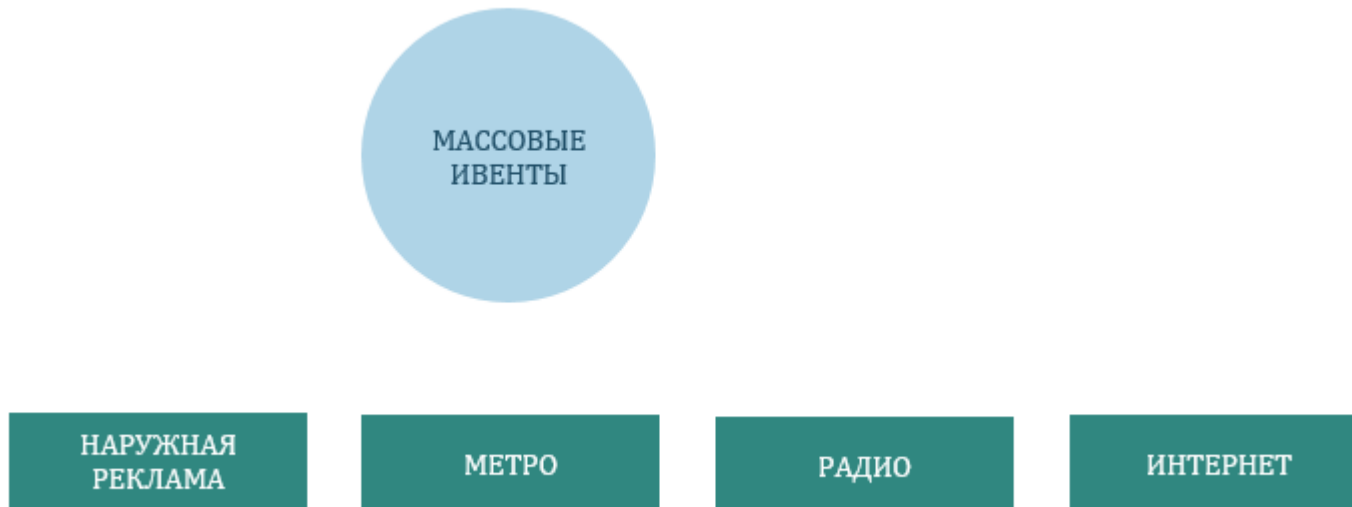 МАССОВЫЕ
ИВЕНТЫ
НАРУЖНАЯ
РЕКЛАМА
МЕТРО
РАДИО
ИНТЕРНЕТ